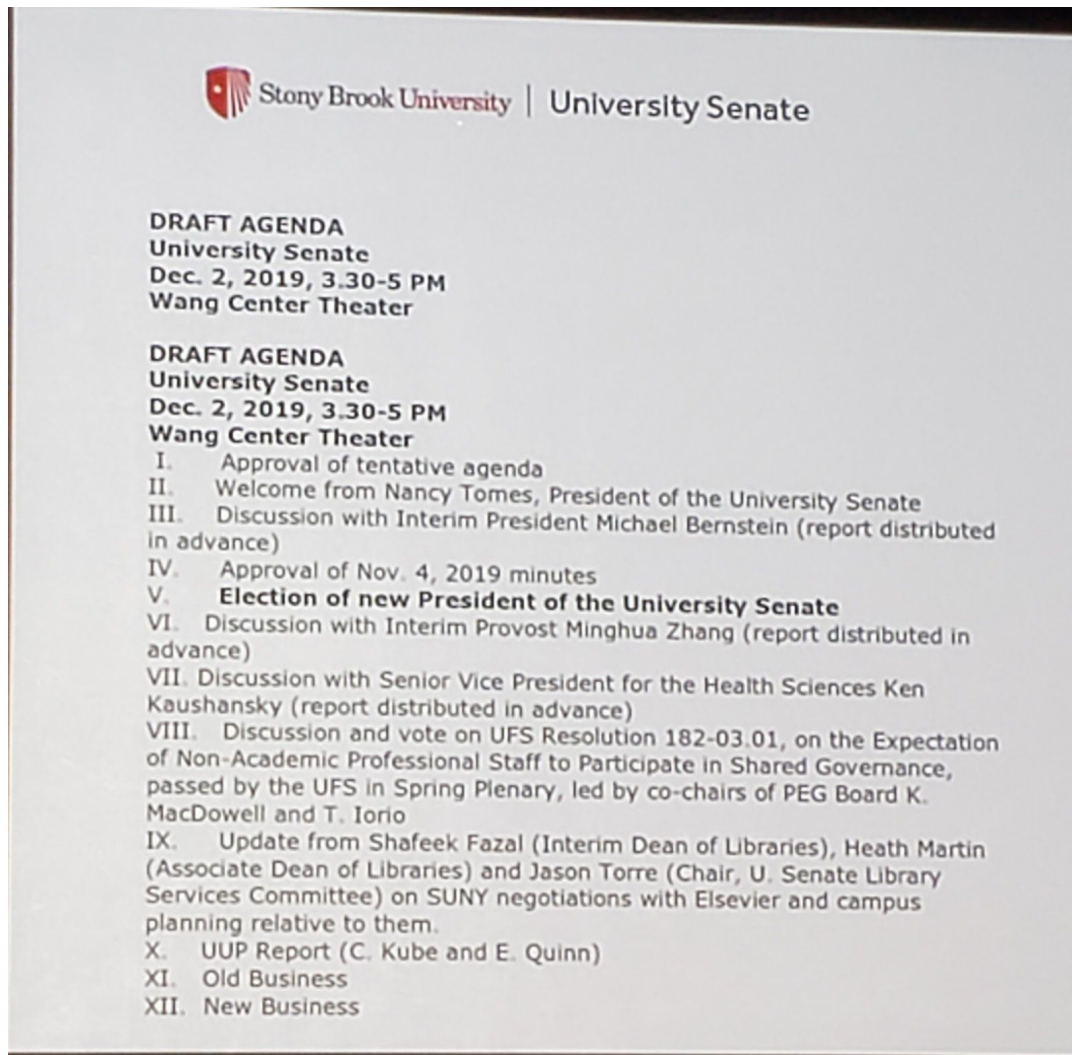 Stony Brook University | University Senate
DRAFT AGENDA
University Senate
Dec. 2, 2019, 3.30-5 PM
Wang Center Theater
DRAFT AGENDA
University Senate
Dec. 2, 2019, 3.30-5 PM
Wang Center Theater
I. Approval of tentative agenda
II. Welcome from Nancy Tomes, President of the University Senate
III. Discussion with Interim President Michael Bernstein (report distributed
in advance)
IV. Approval of Nov. 4, 2019 minutes
V. Election of new President of the University Senate
VI. Discussion with Interim Provost Minghua Zhang (report distributed in
advance)
VII. Discussion with Senior Vice President for the Health Sciences Ken
Kaushansky (report distributed in advance)
VIII. Discussion and vote on UFS Resolution 182-03.01, on the Expectation
of Non-Academic Professional Staff to Participate in Shared Governance,
passed by the UFS in Spring Plenary, led by co-chairs of PEG Board K.
MacDowell and T. Iorio
IX. Update from Shafeek Fazal (Interim Dean of Libraries), Heath Martin
(Associate Dean of Libraries) and Jason Torre (Chair, U. Senate Library
Services Committee) on SUNY negotiations with Elsevier and campus
planning relative to them.
X. UUP Report (C. Kube and E. Quinn)
XI. Old Business
XII. New Business